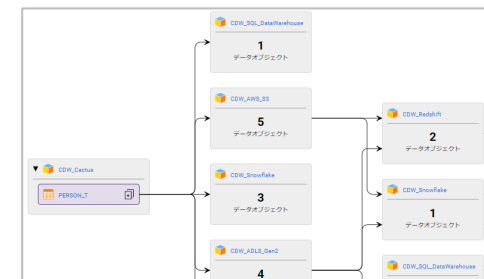 CDW_SQL_DataWarehouse
1
データオブジェクト
CDW_AWS_S3
5
データオブジェクト
CDW_Redshift
2
データオブジェクト
CDW_Cactus
PERSON_T
CDW_Snowflake
3
データオブジェクト
CDW_Snowflake
1
データオブジェクト
CDW_ADLS_Gen2
4
CDW_SQL_DataWarehouse